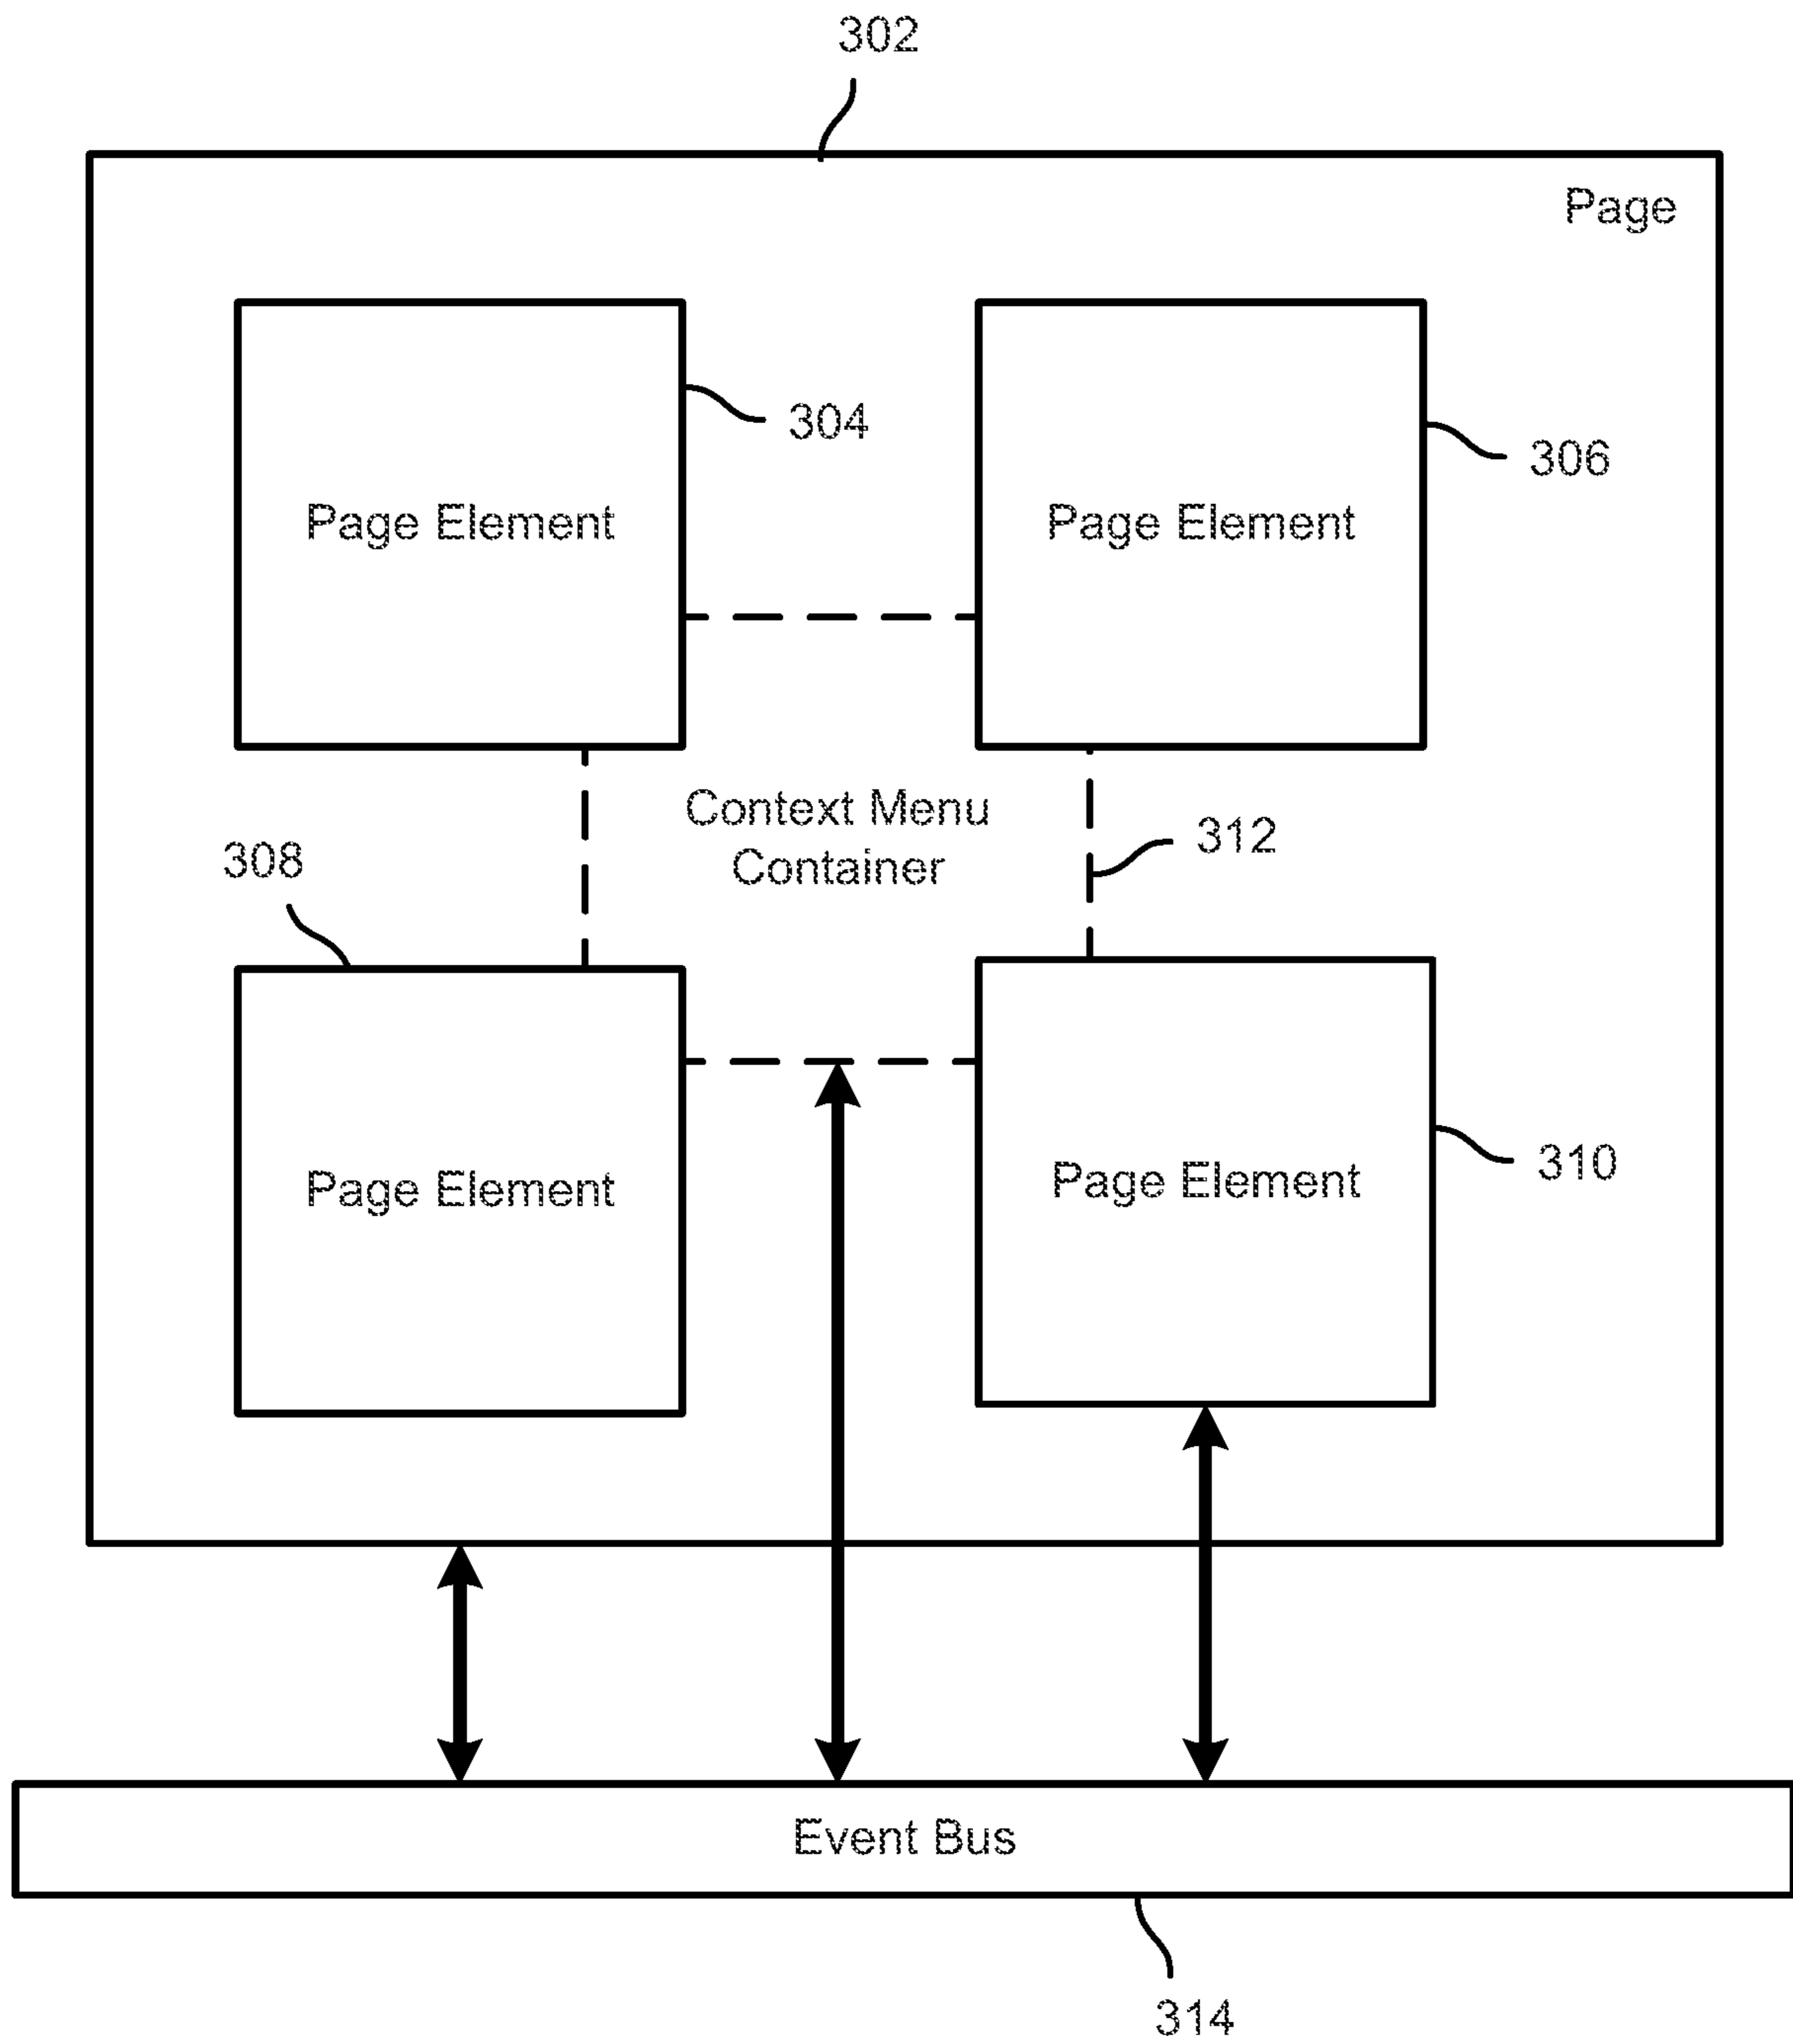 302
Page
304
306
Page Element
Page Element
Context Menu
Container
312
308
Page Element
Page Element
310
Event Bus
314